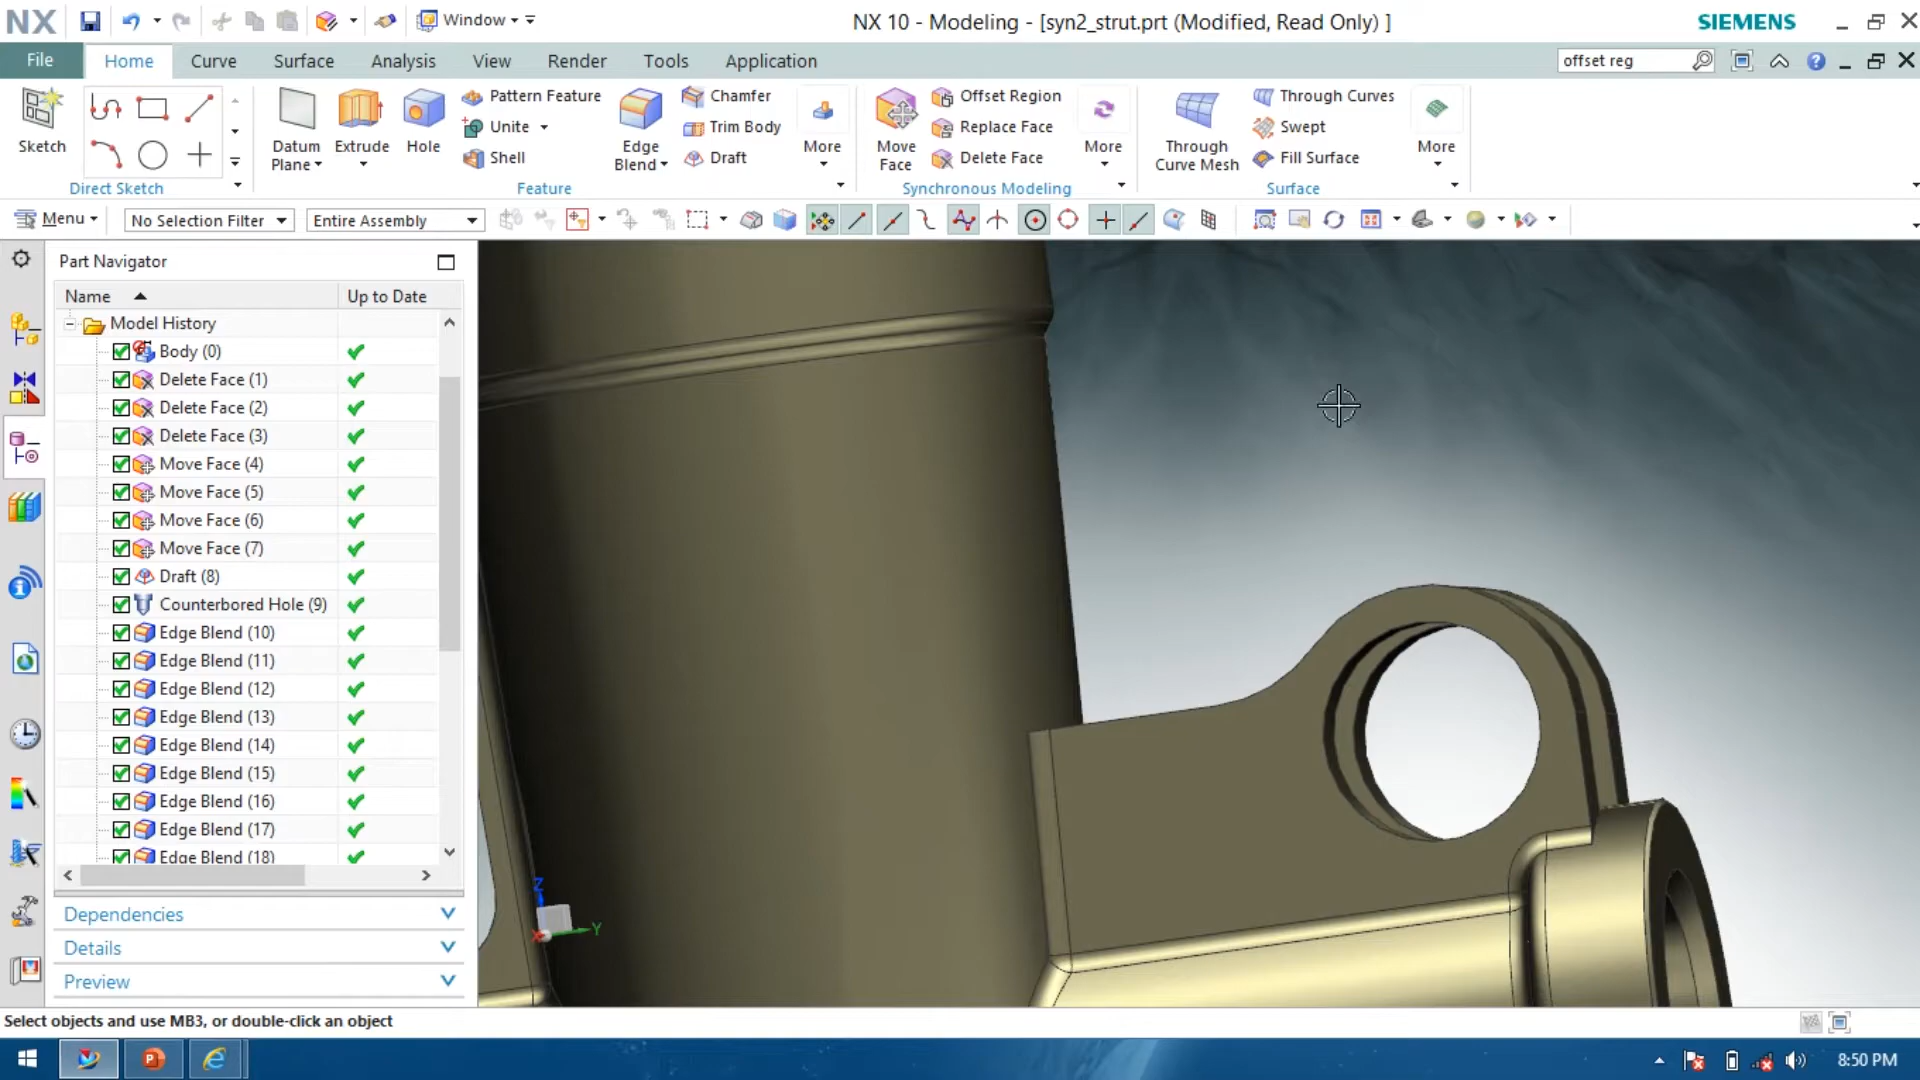 NX
Window
NX 10 - Modeling - [syn2_strut.prt (Modified, Read Only) ]
SIEMENS
File
Home
Curve
Surface
Analysis
View
Render
Tools
Application
offset reg
Sketch
Direct Sketch
Datum Plane
Extrude
Hole
Pattern Feature
Unite
Shell
Edge Blend
Chamfer
Trim Body
Draft
More
Feature
Move Face
Offset Region
Replace Face
Delete Face
More
Synchronous Modeling
Through Curve Mesh
Through Curves
Swept
Fill Surface
More
Surface
Menu
No Selection Filter
Entire Assembly
Part Navigator
Name
Up to Date
Model History
Body (0)
Delete Face (1)
Delete Face (2)
Delete Face (3)
Move Face (4)
Move Face (5)
Move Face (6)
Move Face (7)
Draft (8)
Counterbored Hole (9)
Edge Blend (10)
Edge Blend (11)
Edge Blend (12)
Edge Blend (13)
Edge Blend (14)
Edge Blend (15)
Edge Blend (16)
Edge Blend (17)
Edge Blend (18)
Dependencies
Details
Preview
Z
X
Y
Select objects and use MB3, or double-click an object
8:50 PM